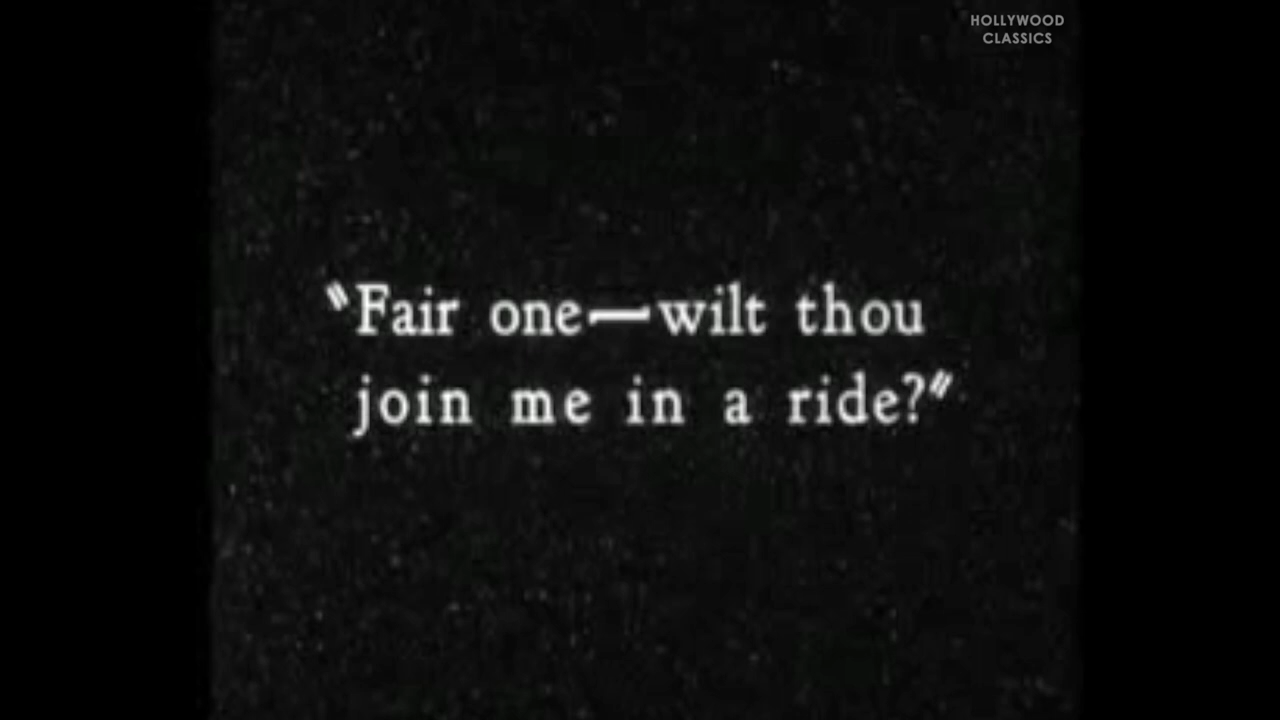 HOLLYWOOD
CLASSICS
"Fair one—wilt thou
join me in a ride?"